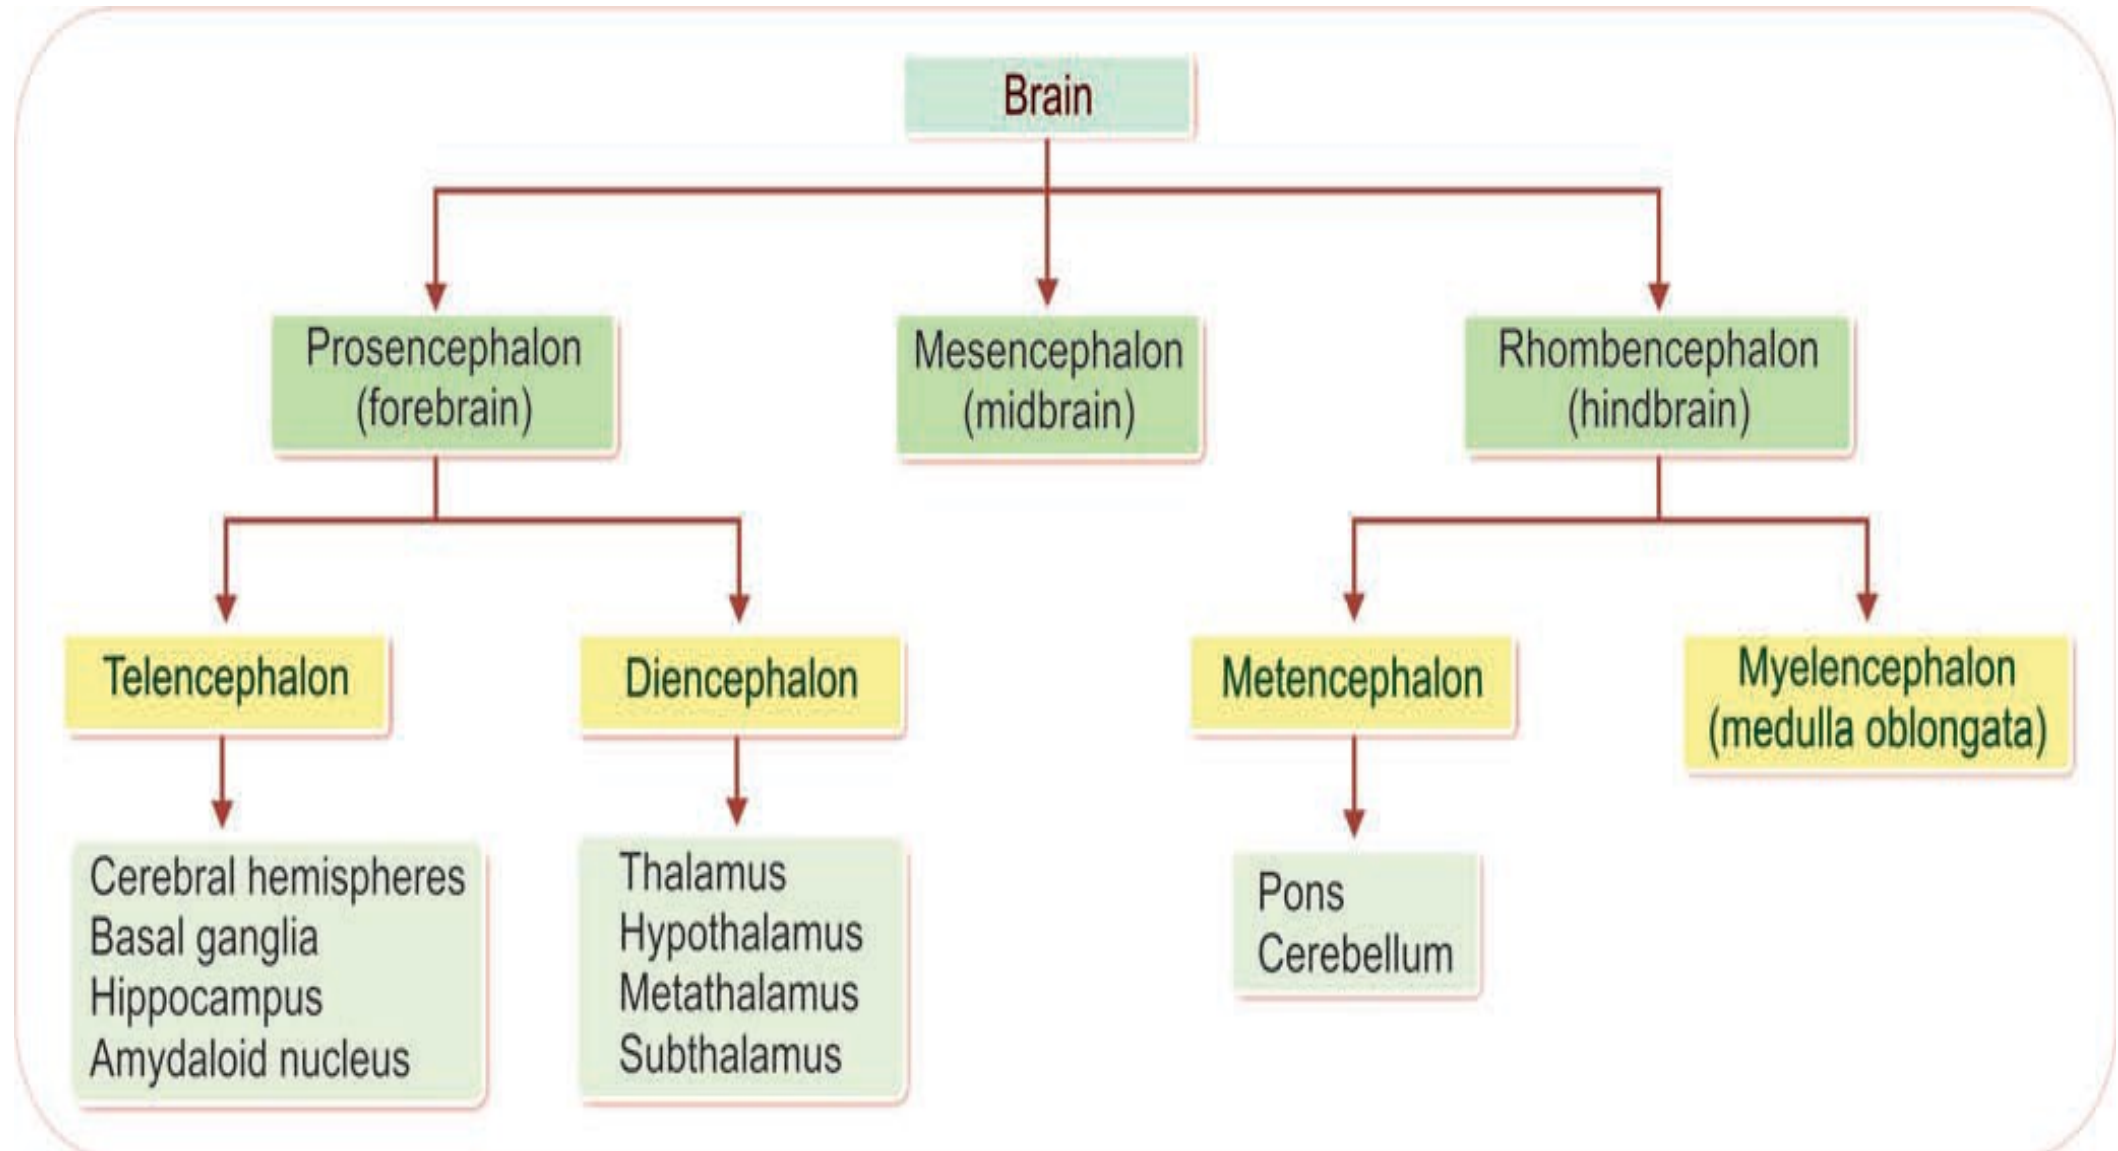 Brain
Prosencephalon
(forebrain)
Mesencephalon
(midbrain)
Rhombencephalon
(hindbrain)
Telencephalon
Diencephalon
Metencephalon
Myelencephalon
(medulla oblongata)
Cerebral hemispheres
Basal ganglia
Hippocampus
Amydaloid nucleus
Thalamus
Hypothalamus
Metathalamus
Subthalamus
Pons
Cerebellum